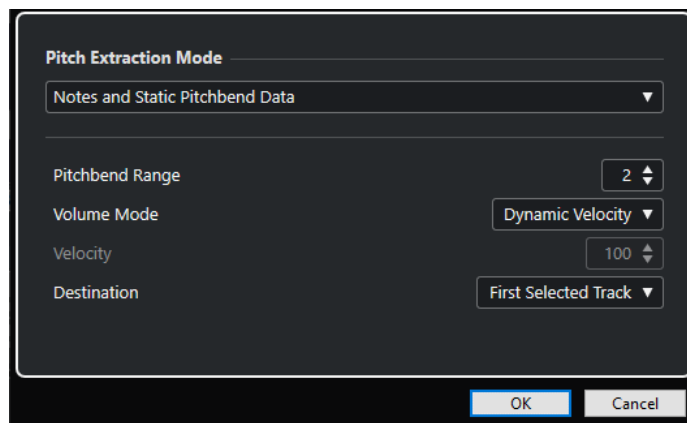 Pitch Extraction Mode
Notes and Static Pitchbend Data
Pitchbend Range 2
Volume Mode Dynamic Velocity
Velocity 100
Destination First Selected Track
OK Cancel